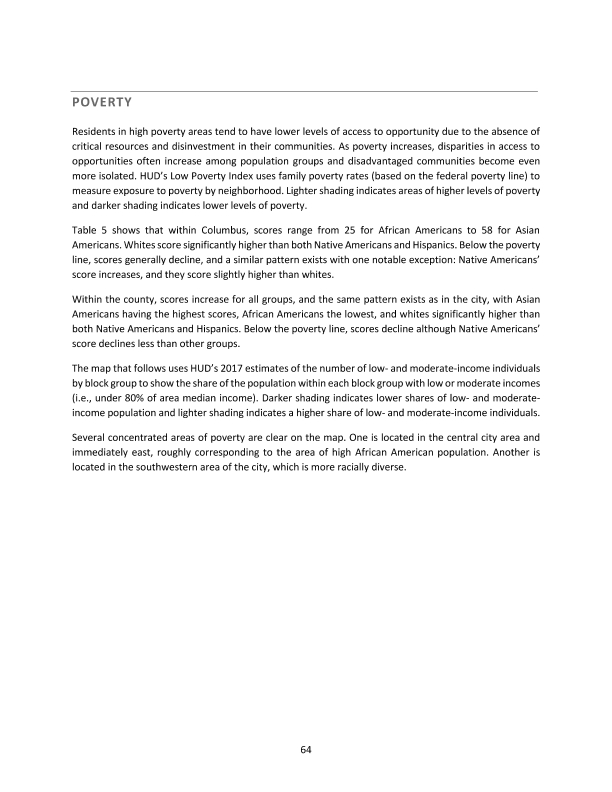 POVERTY
Residents in high poverty areas tend to have lower levels of access to opportunity due to the absence of
critical resources and disinvestment in their communities. As poverty increases, disparities in access to
opportunities often increase among population groups and disadvantaged communities become even
more isolated. HUD's Low Poverty Index uses family poverty rates (based on the federal poverty line) to
measure exposure to poverty by neighborhood. Lighter shading indicates areas of higher levels of poverty
and darker shading indicates lower levels of poverty.
Table 5 shows that within Columbus, scores range from 25 for African Americans to 58 for Asian
Americans. Whites score significantly higher than both Native Americans and Hispanics. Below the poverty
line, scores generally decline, and a similar pattern exists with one notable exception: Native Americans'
score increases, and they score slightly higher than whites.
Within the county, scores increase for all groups, and the same pattern exists as in the city, with Asian
Americans having the highest scores, African Americans the lowest, and whites significantly higher than
both Native Americans and Hispanics. Below the poverty line, scores decline although Native Americans'
score declines less than other groups.
The map that follows uses HUD's 2017 estimates of the number of low- and moderate-income individuals
by block group to show the share of the population within each block group with low or moderate incomes
(i.e., under 80% of area median income). Darker shading indicates lower shares of low- and moderate-
income population and lighter shading indicates a higher share of low- and moderate-income individuals.
Several concentrated areas of poverty are clear on the map. One is located in the central city area and
immediately east, roughly corresponding to the area of high African American population. Another is
located in the southwestern area of the city, which is more racially diverse.
64